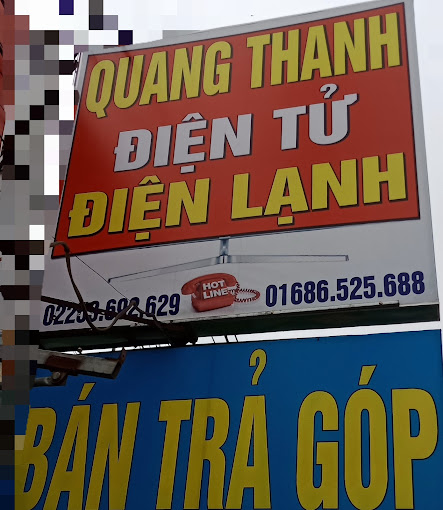 QUANG THANH
ĐIỆN TỬ
ĐIỆN LẠNH
HOT
LINE
01686.525.688
BÁN TRẢ GÓP